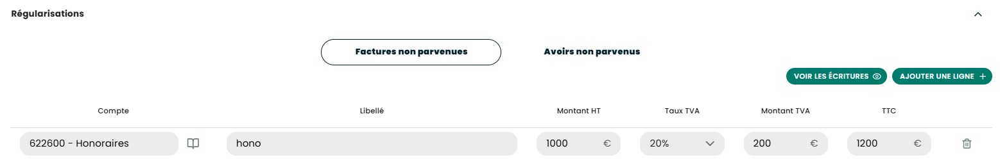 Régularisations
Factures non parvenues Avoirs non parvenus
VOIR LES ÉCRITURES AJOUTER UNE LIGNE +
Compte Libellé Montant HT Taux TVA Montant TVA TTC
622600 - Honoraires hono 1000 € 20% 200 € 1200 €